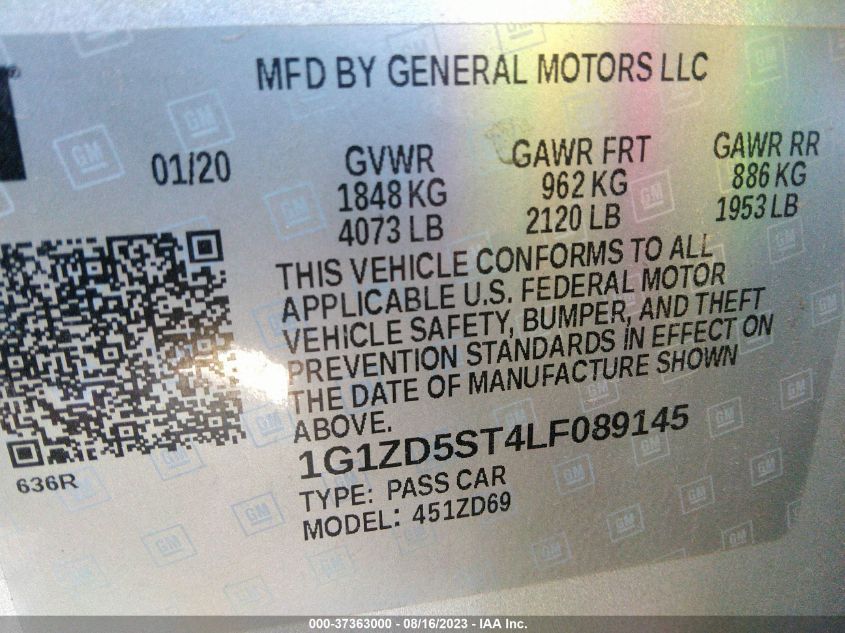 MFD BY GENERAL MOTORS LLC
01/20
GVWR GAWR FRT GAWR RR
1848 KG 962 KG 886 KG
4073 LB 2120 LB 1953 LB
THIS VEHICLE CONFORMS TO ALL
APPLICABLE U.S. FEDERAL MOTOR
VEHICLE SAFETY, BUMPER, AND THEFT
PREVENTION STANDARDS IN EFFECT ON
THE DATE OF MANUFACTURE SHOWN
ABOVE.
1G1ZD5ST4LF089145
636R
TYPE: PASS CAR
MODEL: 451ZD69
000-37363000 - 08/16/2023 - IAA Inc.